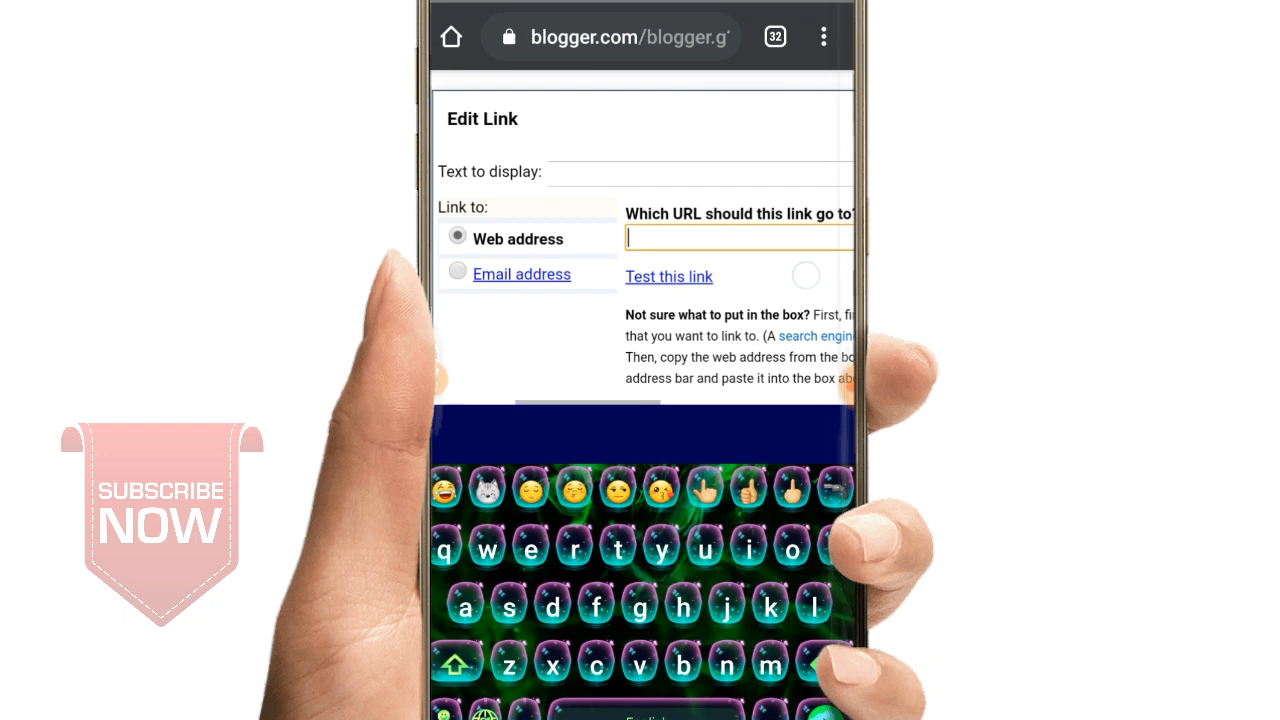 blogger.com/blogger.g
32
Edit Link
Text to display:
Link to:
Web address
Email address
Which URL should this link go to?
Test this link
Not sure what to put in the box? First, fi
that you want to link to. (A search engin
Then, copy the web address from the bo
address bar and paste it into the box abo
SUBSCRIBE
NOW
q w e r t y u i o
a s d f g h j k l
z x c v b n m
English